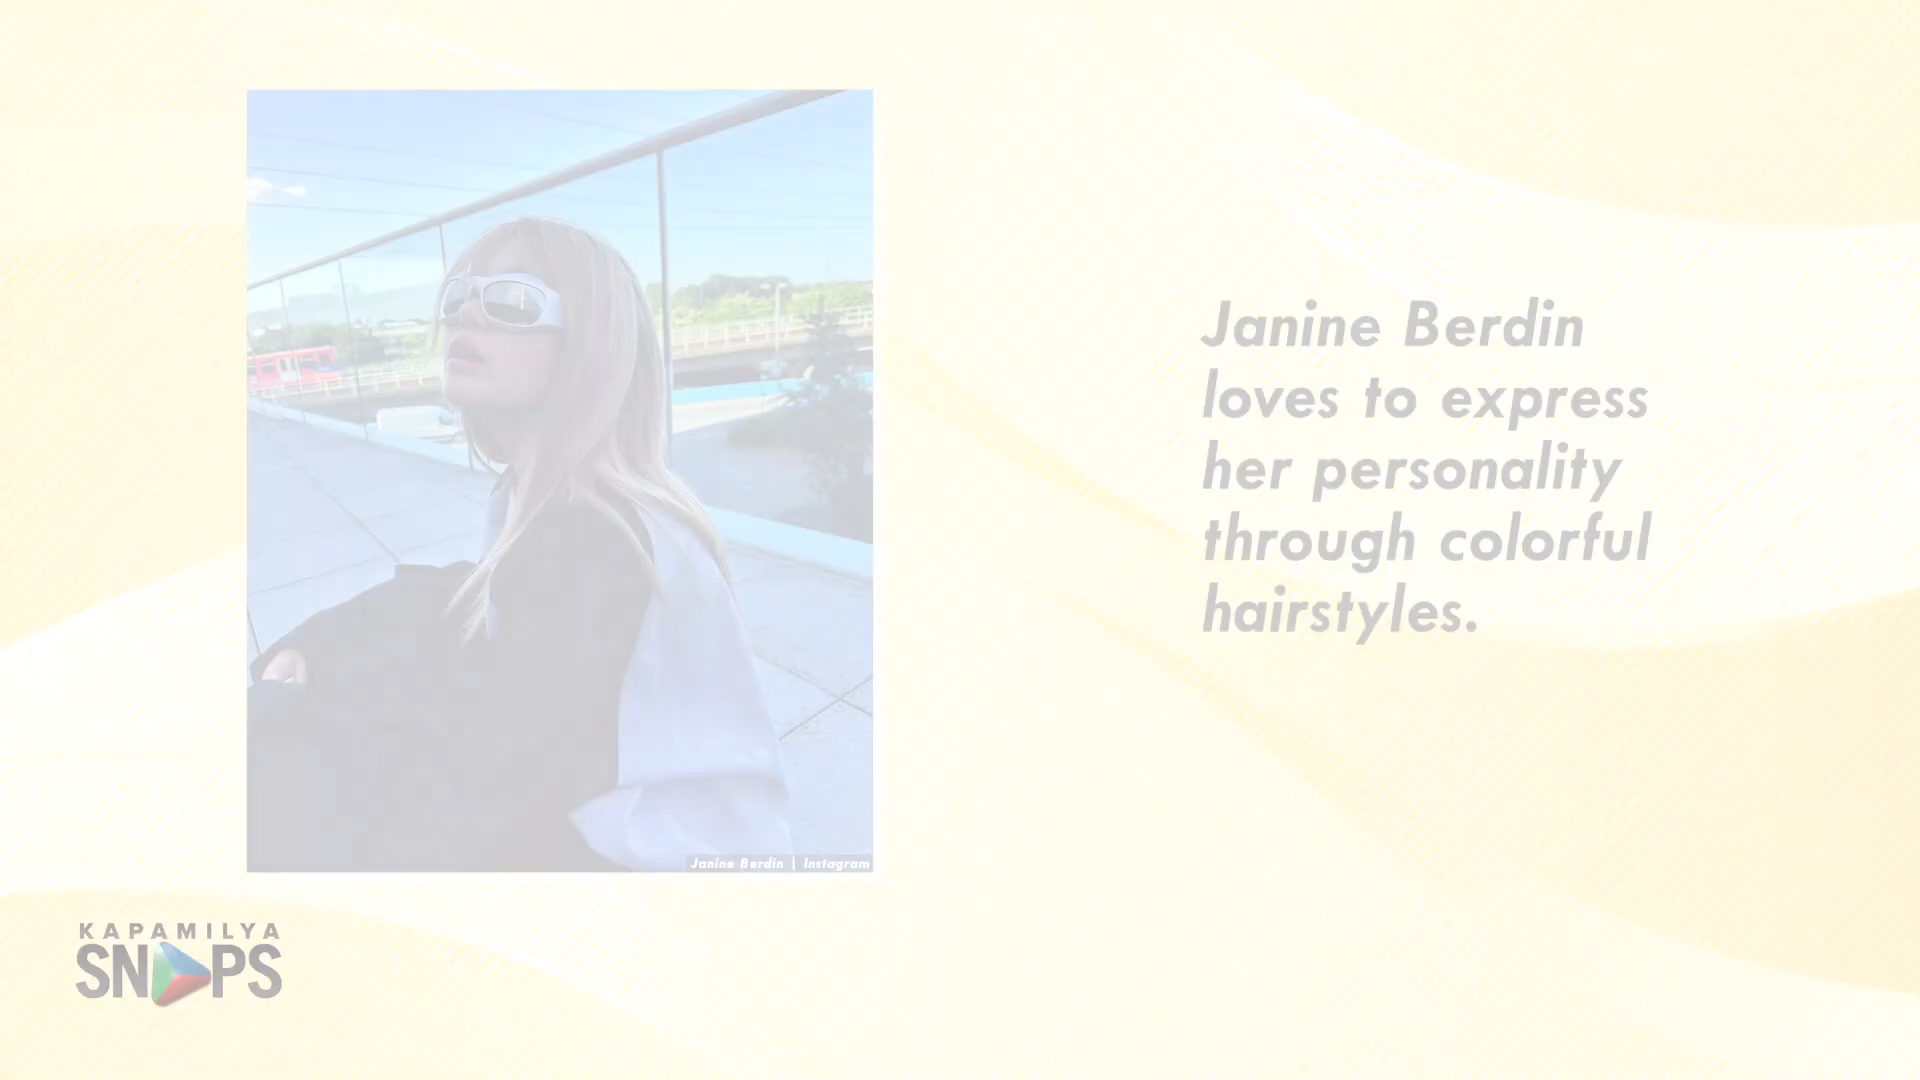 Janine Berdin
loves to express
her personality
through colorful
hairstyles.
Janine Berdin | Instagram
KAPAMILYA
SNAPS